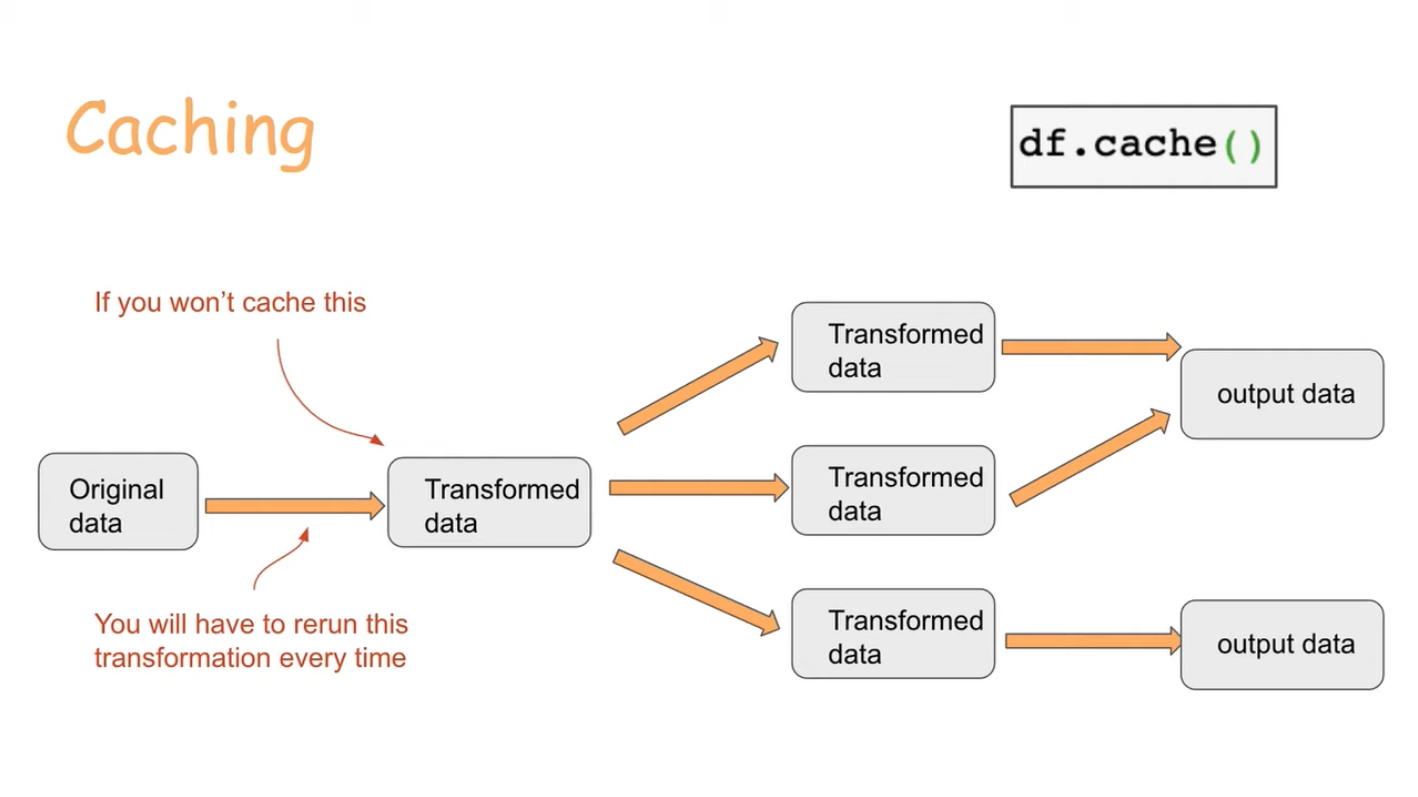 Caching
df.cache()
If you won’t cache this
Original
data
You will have to rerun this
transformation every time
Transformed
data
Transformed
data
Transformed
data
Transformed
data
output data
output data